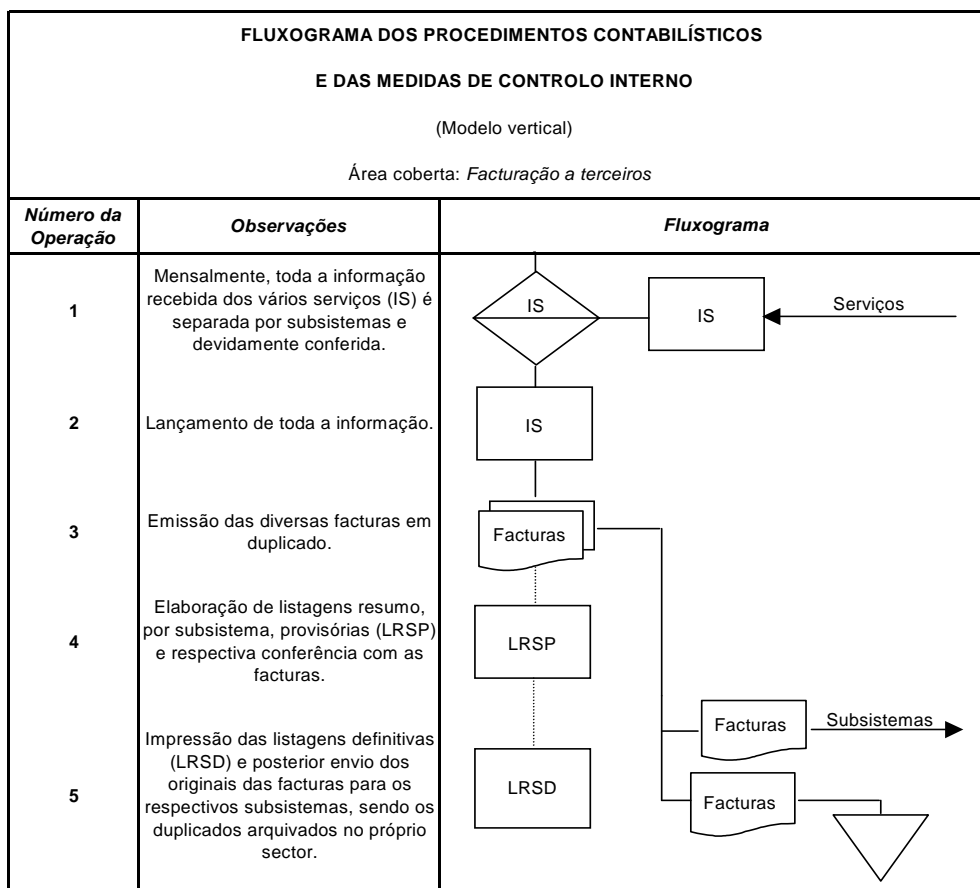 FLUXOGRAMA DOS PROCEDIMENTOS CONTABILÍSTICOS
E DAS MEDIDAS DE CONTROLO INTERNO
(Modelo vertical)
Área coberta: Facturação a terceiros
Número da
Operação
Observações
Fluxograma
1
Mensalmente, toda a informação
recebida dos vários serviços (IS) é
separada por subsistemas e
devidamente conferida.
IS
IS
Serviços
2
Lançamento de toda a informação.
IS
3
Emissão das diversas facturas em
duplicado.
Facturas
4
Elaboração de listagens resumo,
por subsistema, provisórias (LRSP)
e respectiva conferência com as
facturas.
LRSP
5
Impressão das listagens definitivas
(LRSD) e posterior envio dos
originais das facturas para os
respectivos subsistemas, sendo os
duplicados arquivados no próprio
sector.
LRSD
Facturas
Subsistemas
Facturas